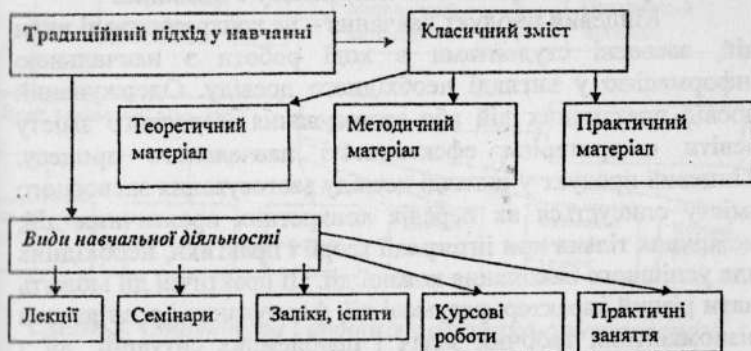 Традиційний підхід у навчанні
Класичний зміст
Теоретичний
матеріал
Методичний
матеріал
Практичний
матеріал
Види навчальної діяльності
Лекції
Семінари
Заліки, іспити
Курсові
роботи
Практичні
заняття